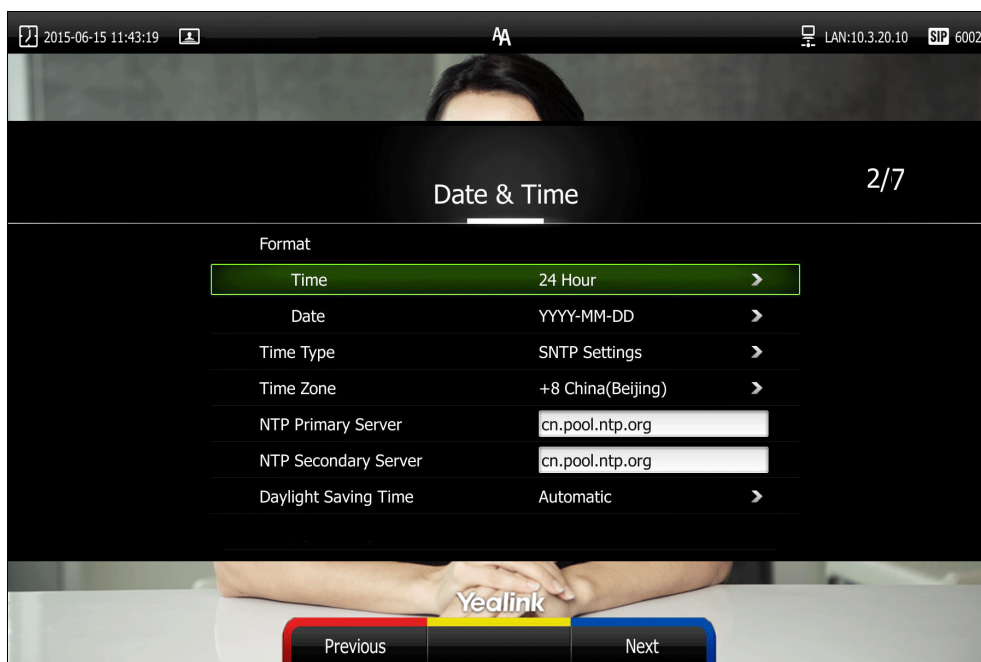 2015-06-15 11:43:19 AA LAN:10.3.20.10 SIP 6002
Date & Time 2/7
Format
Time 24 Hour
Date YYYY-MM-DD
Time Type SNTP Settings
Time Zone +8 China(Beijing)
NTP Primary Server cn.pool.ntp.org
NTP Secondary Server cn.pool.ntp.org
Daylight Saving Time Automatic
Yealink
Previous Next